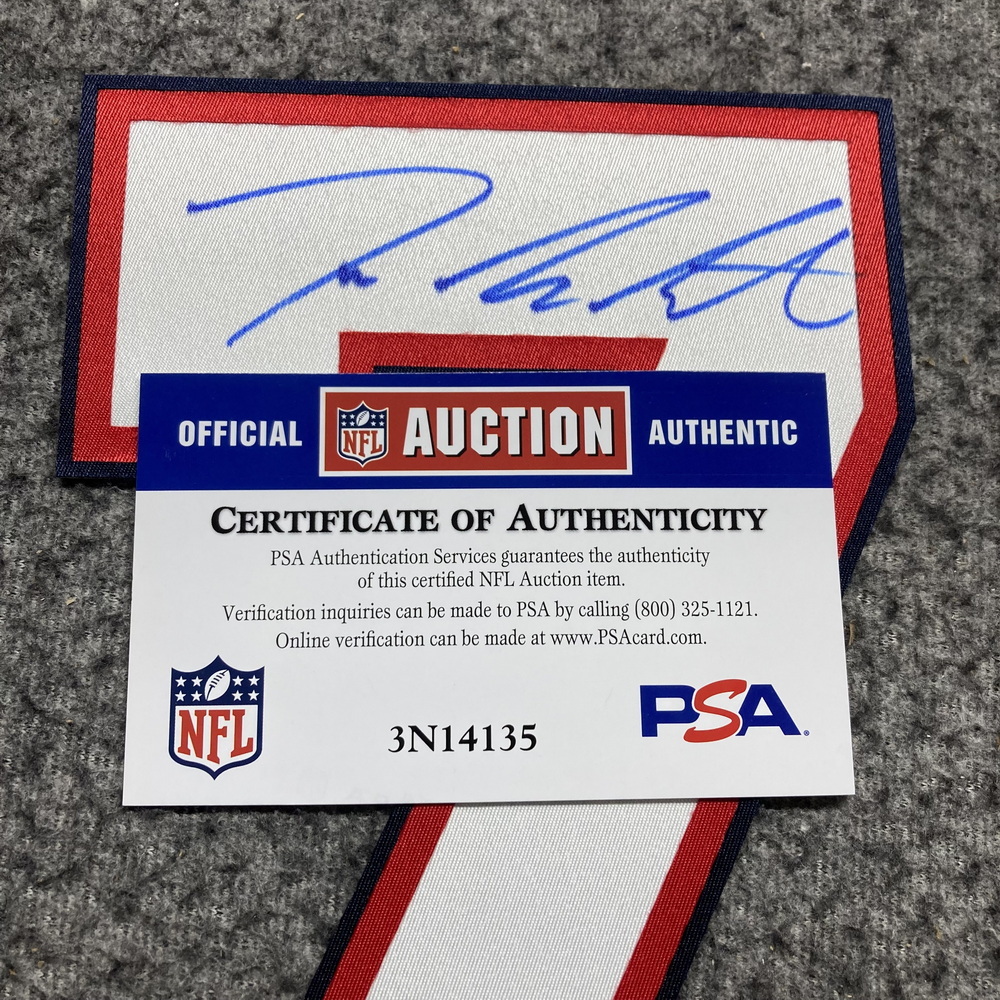 OFFICIAL NFL AUCTION AUTHENTIC
CERTIFICATE OF AUTHENTICITY
PSA Authentication Services guarantees the authenticity
of this certified NFL Auction item.
Verification inquiries can be made to PSA by calling (800) 325-1121.
Online verification can be made at www.PSAcard.com.
NFL
3N14135
PSA